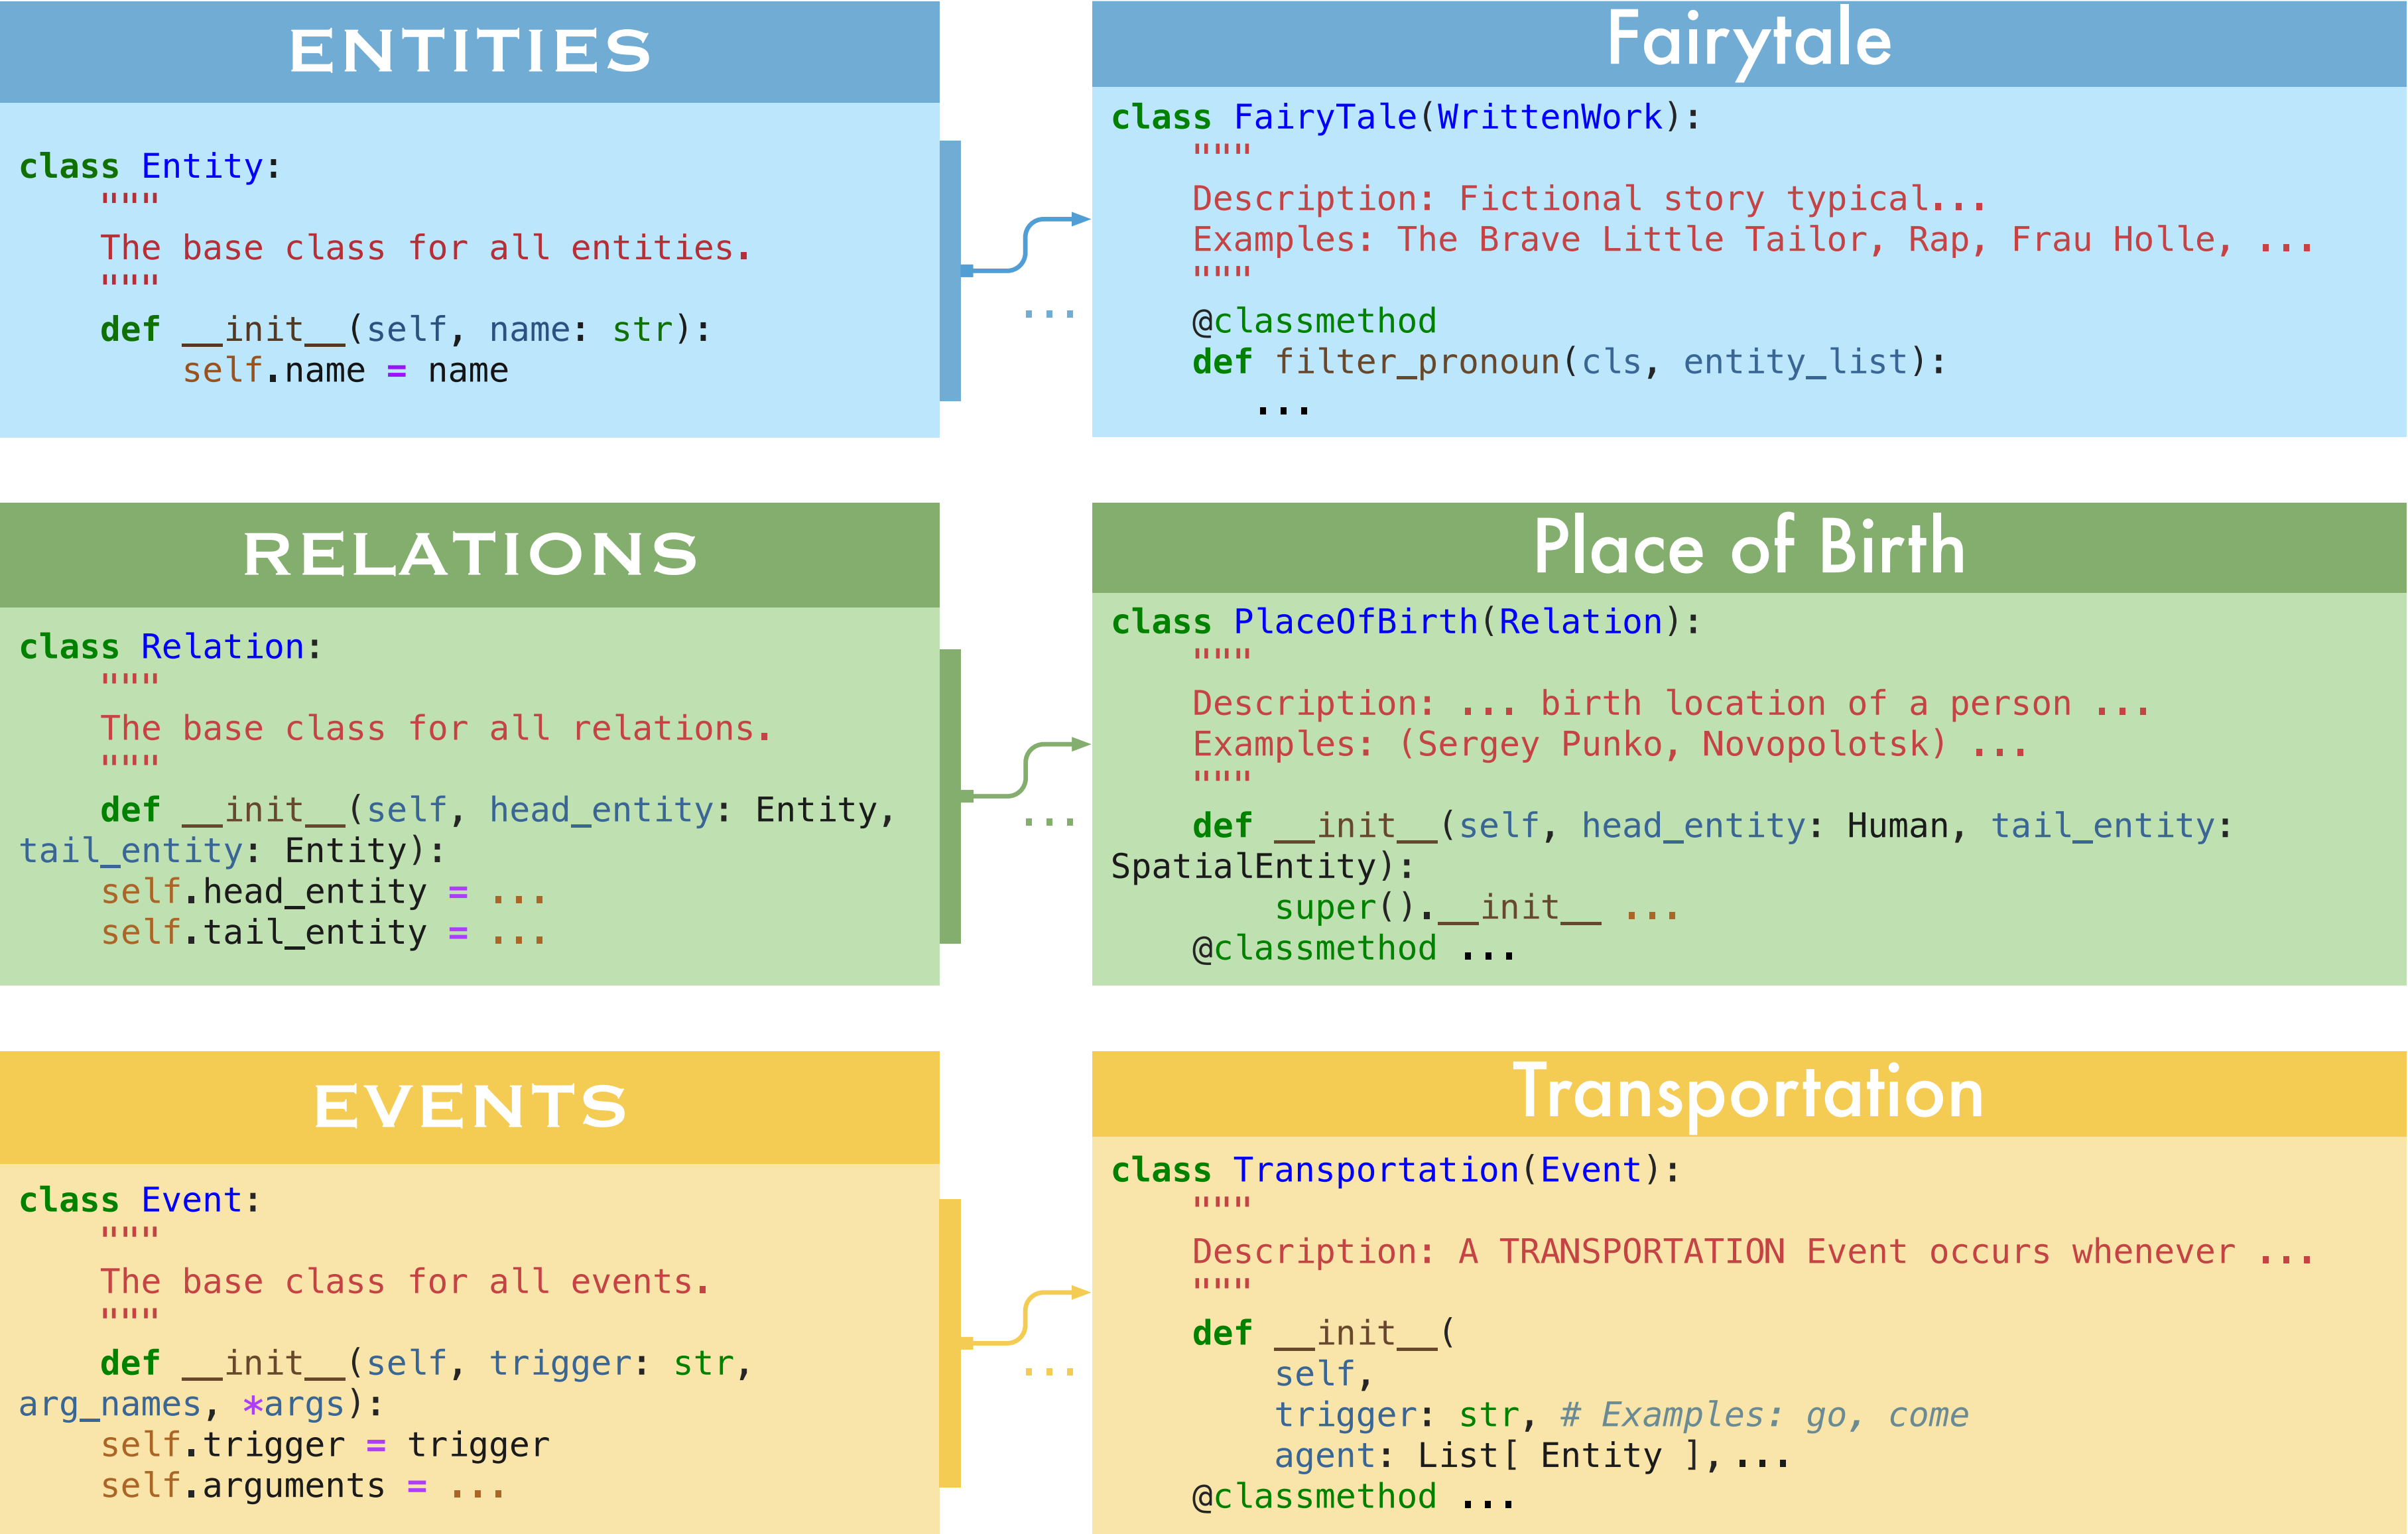 ENTITIES
class Entity:
    """
    The base class for all entities.
    """
    def __init__(self, name: str):
        self.name = name
...
Fairytale
class FairyTale(WrittenWork):
    """
    Description: Fictional story typical...
    Examples: The Brave Little Tailor, Rap, Frau Holle, ...
    """
    @classmethod
    def filter_pronoun(cls, entity_list):
       ...
RELATIONS
class Relation:
    """
    The base class for all relations.
    """
    def __init__(self, head_entity: Entity,
tail_entity: Entity):
    self.head_entity = ...
    self.tail_entity = ...
...
Place of Birth
class PlaceOfBirth(Relation):
    """
    Description: ... birth location of a person ...
    Examples: (Sergey Punko, Novopolotsk) ...
    """
    def __init__(self, head_entity: Human, tail_entity:
SpatialEntity):
        super().__init__ ...
    @classmethod ...
EVENTS
class Event:
    """
    The base class for all events.
    """
    def __init__(self, trigger: str,
arg_names, *args):
    self.trigger = trigger
    self.arguments = ...
...
Transportation
class Transportation(Event):
    """
    Description: A TRANSPORTATION Event occurs whenever ...
    """
    def __init__(
        self,
        trigger: str, # Examples: go, come
        agent: List[ Entity ], ...
    @classmethod ...